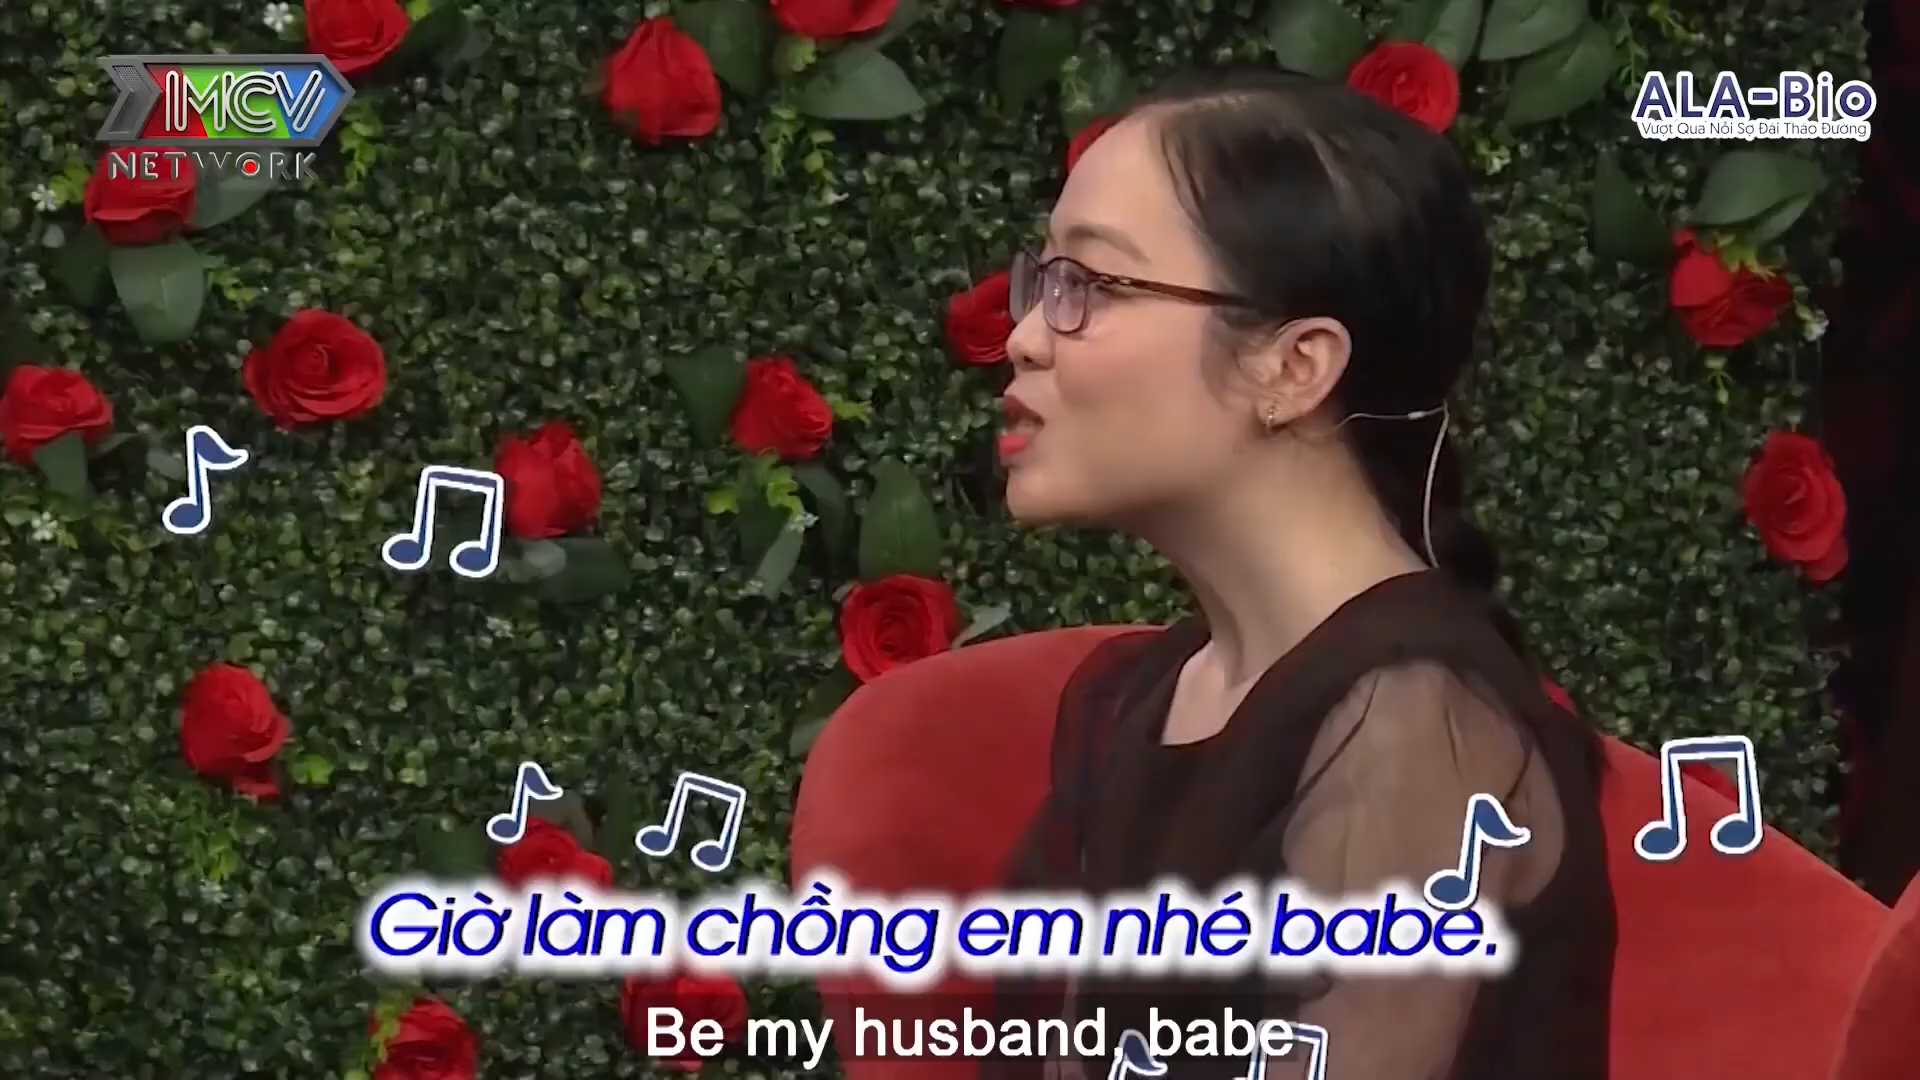 MCV
NETWORK
ALA-Bio
Vượt Qua Nỗi Sợ Đái Tháo Đường
Giờ làm chồng em nhé babe.
Be my husband, babe